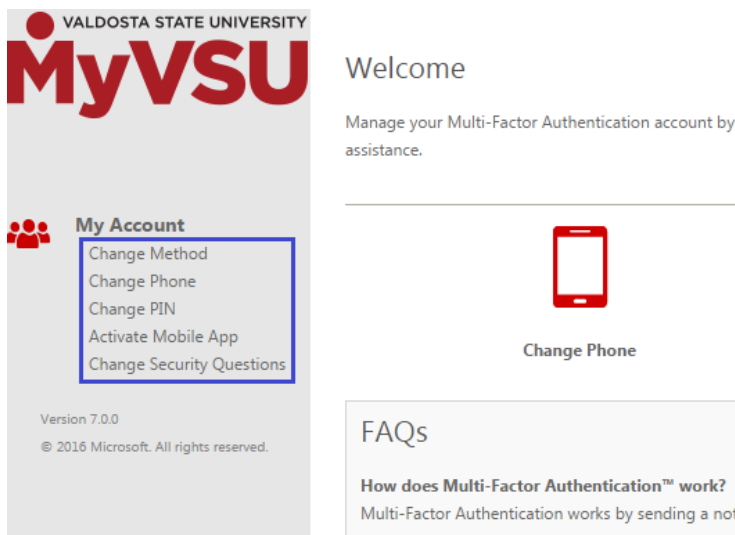 VALDOSTA STATE UNIVERSITY
MyVSU
My Account
Change Method
Change Phone
Change PIN
Activate Mobile App
Change Security Questions
Version 7.0.0
© 2016 Microsoft. All rights reserved.
Welcome
Manage your Multi-Factor Authentication account by
assistance.
Change Phone
FAQs
How does Multi-Factor Authentication™ work?
Multi-Factor Authentication works by sending a not